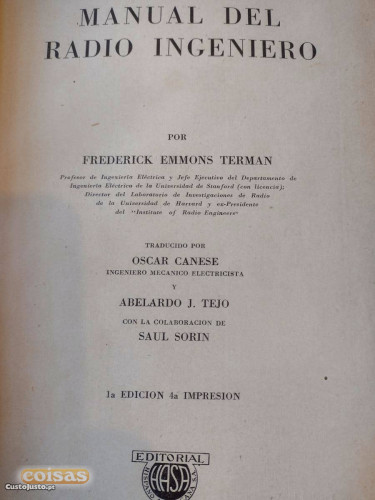 MANUAL DEL
RADIO INGENIERO
POR
FREDERICK EMMONS TERMAN
Profesor de Ingeniería Eléctrica y Jefe Ejecutivo del Departamento de
Ingeniería Eléctrica de la Universidad de Stanford (con licencia);
Director del Laboratorio de Investigaciones de Radio
de la Universidad de Harvard y ex-Presidente
del "Institute of Radio Engineers"
TRADUCIDO POR
OSCAR CANESE
INGENIERO MECANICO ELECTRICISTA
Y
ABELARDO J. TEJO
CON LA COLABORACION DE
SAUL SORIN
1a EDICION 4a IMPRESION
EDITORIAL
HASA
coisas
CustoJusto.pt